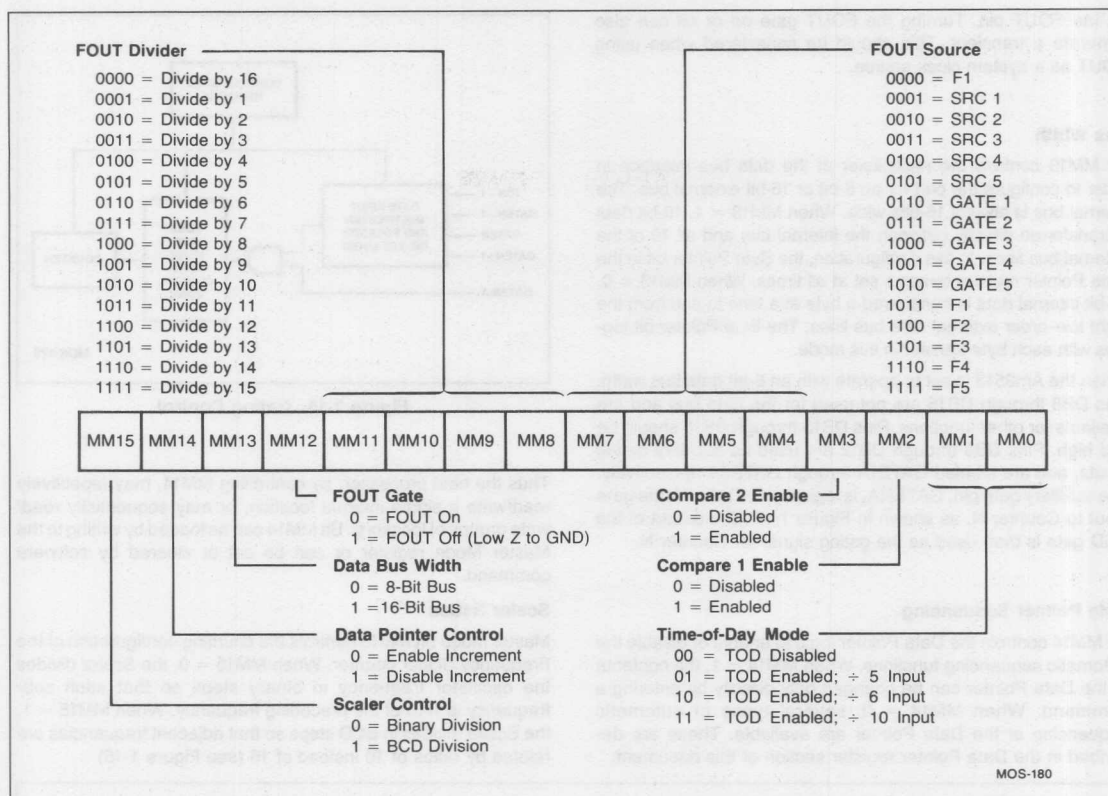 FOUT Divider
0000 = Divide by 16
0001 = Divide by 1
0010 = Divide by 2
0011 = Divide by 3
0100 = Divide by 4
0101 = Divide by 5
0110 = Divide by 6
0111 = Divide by 7
1000 = Divide by 8
1001 = Divide by 9
1010 = Divide by 10
1011 = Divide by 11
1100 = Divide by 12
1101 = Divide by 13
1110 = Divide by 14
1111 = Divide by 15
FOUT Source
0000 = F1
0001 = SRC 1
0010 = SRC 2
0011 = SRC 3
0100 = SRC 4
0101 = SRC 5
0110 = GATE 1
0111 = GATE 2
1000 = GATE 3
1001 = GATE 4
1010 = GATE 5
1011 = F1
1100 = F2
1101 = F3
1110 = F4
1111 = F5
MM15 MM14 MM13 MM12 MM11 MM10 MM9 MM8 MM7 MM6 MM5 MM4 MM3 MM2 MM1 MM0
FOUT Gate
0 = FOUT On
1 = FOUT Off (Low Z to GND)
Data Bus Width
0 = 8-Bit Bus
1 =16-Bit Bus
Data Pointer Control
0 = Enable Increment
1 = Disable Increment
Scaler Control
0 = Binary Division
1 = BCD Division
Compare 2 Enable
0 = Disabled
1 = Enabled
Compare 1 Enable
0 = Disabled
1 = Enabled
Time-of-Day Mode
00 = TOD Disabled
01 = TOD Enabled; ÷ 5 Input
10 = TOD Enabled; ÷ 6 Input
11 = TOD Enabled; ÷ 10 Input
MOS-180